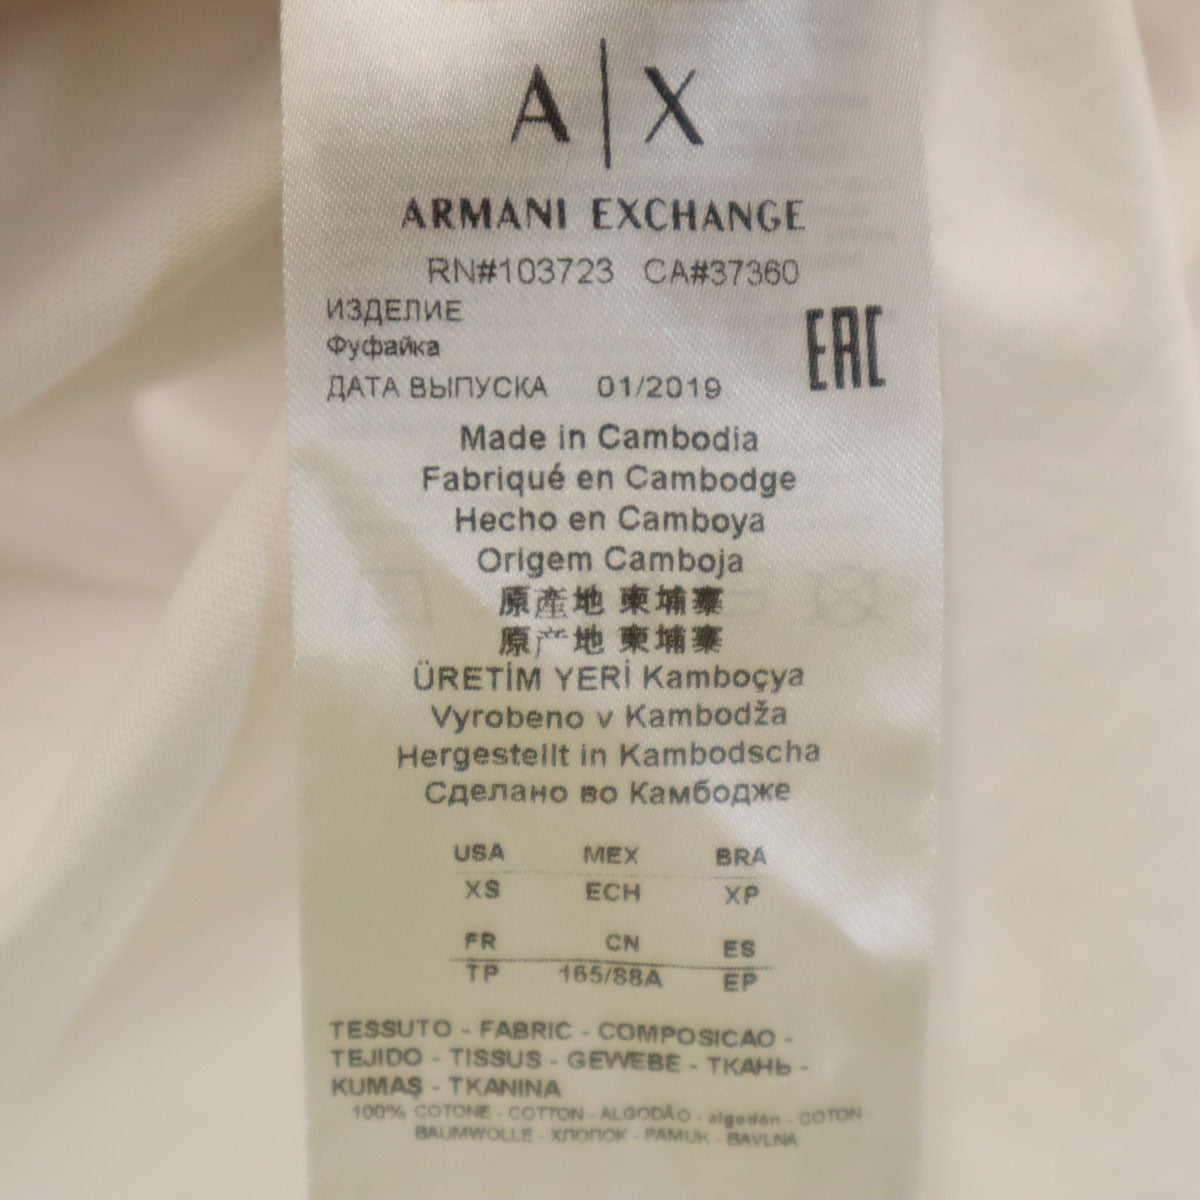 A|X
ARMANI EXCHANGE
RN#103723 CA#37360
ИЗДЕЛИЕ
Фуфайка
EAC
ДАТА ВЫПУСКА 01/2019
Made in Cambodia
Fabriqué en Cambodge
Hecho en Camboya
Origem Camboja
原產地 柬埔寨
原产地 柬埔寨
ÜRETİM YERİ Kamboçya
Vyrobeno v Kambodža
Hergestellt in Kambodscha
Сделано во Камбодже
USA MEX BRA
XS ECH XP
FR CN ES
TP 165/88A EP
TESSUTO - FABRIC - COMPOSICAO -
TEJIDO - TISSUS - GEWEBE - ТКАНЬ -
KUMAŞ - TKANINA
100% COTONE - COTTON - ALGODÃO - algodón - COTON -
BAUMWOLLE - ХЛОПОК - PAMUK - BAVLNA